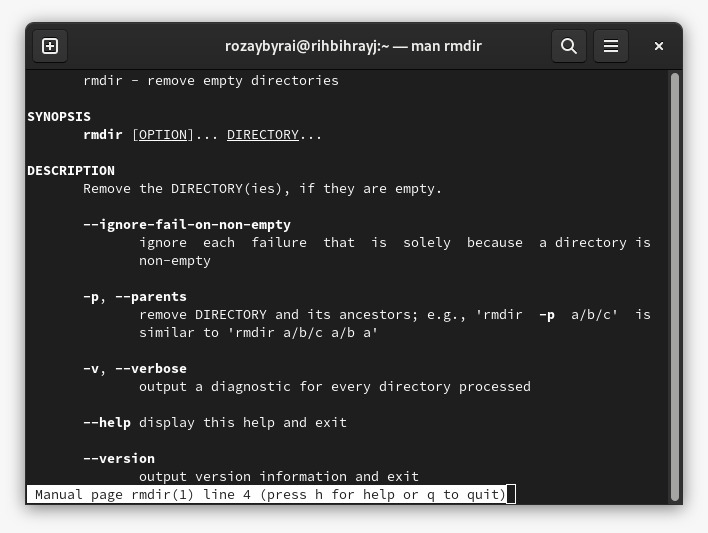 rozaybyrai@rihbihrayj:~ — man rmdir
rmdir - remove empty directories
SYNOPSIS
rmdir [OPTION]... DIRECTORY...
DESCRIPTION
Remove the DIRECTORY(ies), if they are empty.
--ignore-fail-on-non-empty
ignore each failure that is solely because a directory is
non-empty
-p, --parents
remove DIRECTORY and its ancestors; e.g., 'rmdir -p a/b/c' is
similar to 'rmdir a/b/c a/b a'
-v, --verbose
output a diagnostic for every directory processed
--help display this help and exit
--version
output version information and exit
Manual page rmdir(1) line 4 (press h for help or q to quit)